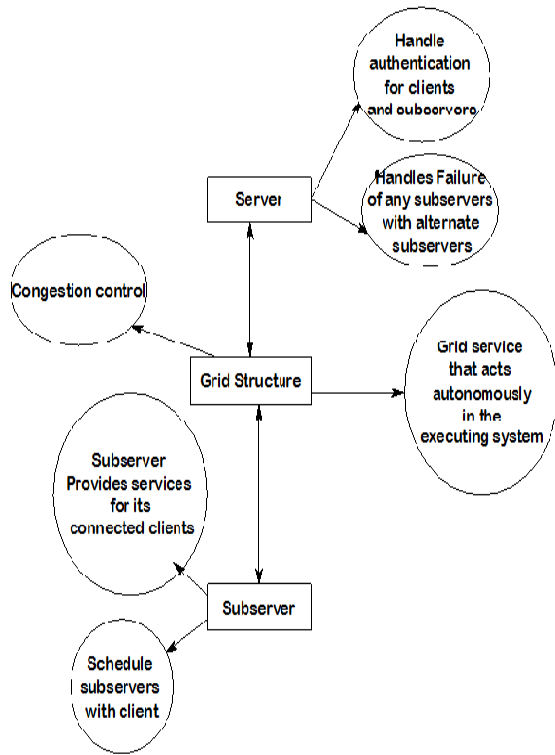 Handle
authentication
for clients
and subservers
Handles Failure
of any subservers
with alternate
subservers
Server
Congestion control
Grid Structure
Grid service
that acts
autonomously
in the
executing system
Subserver
Provides services
for its
connected clients
Subserver
Schedule
subservers
with client